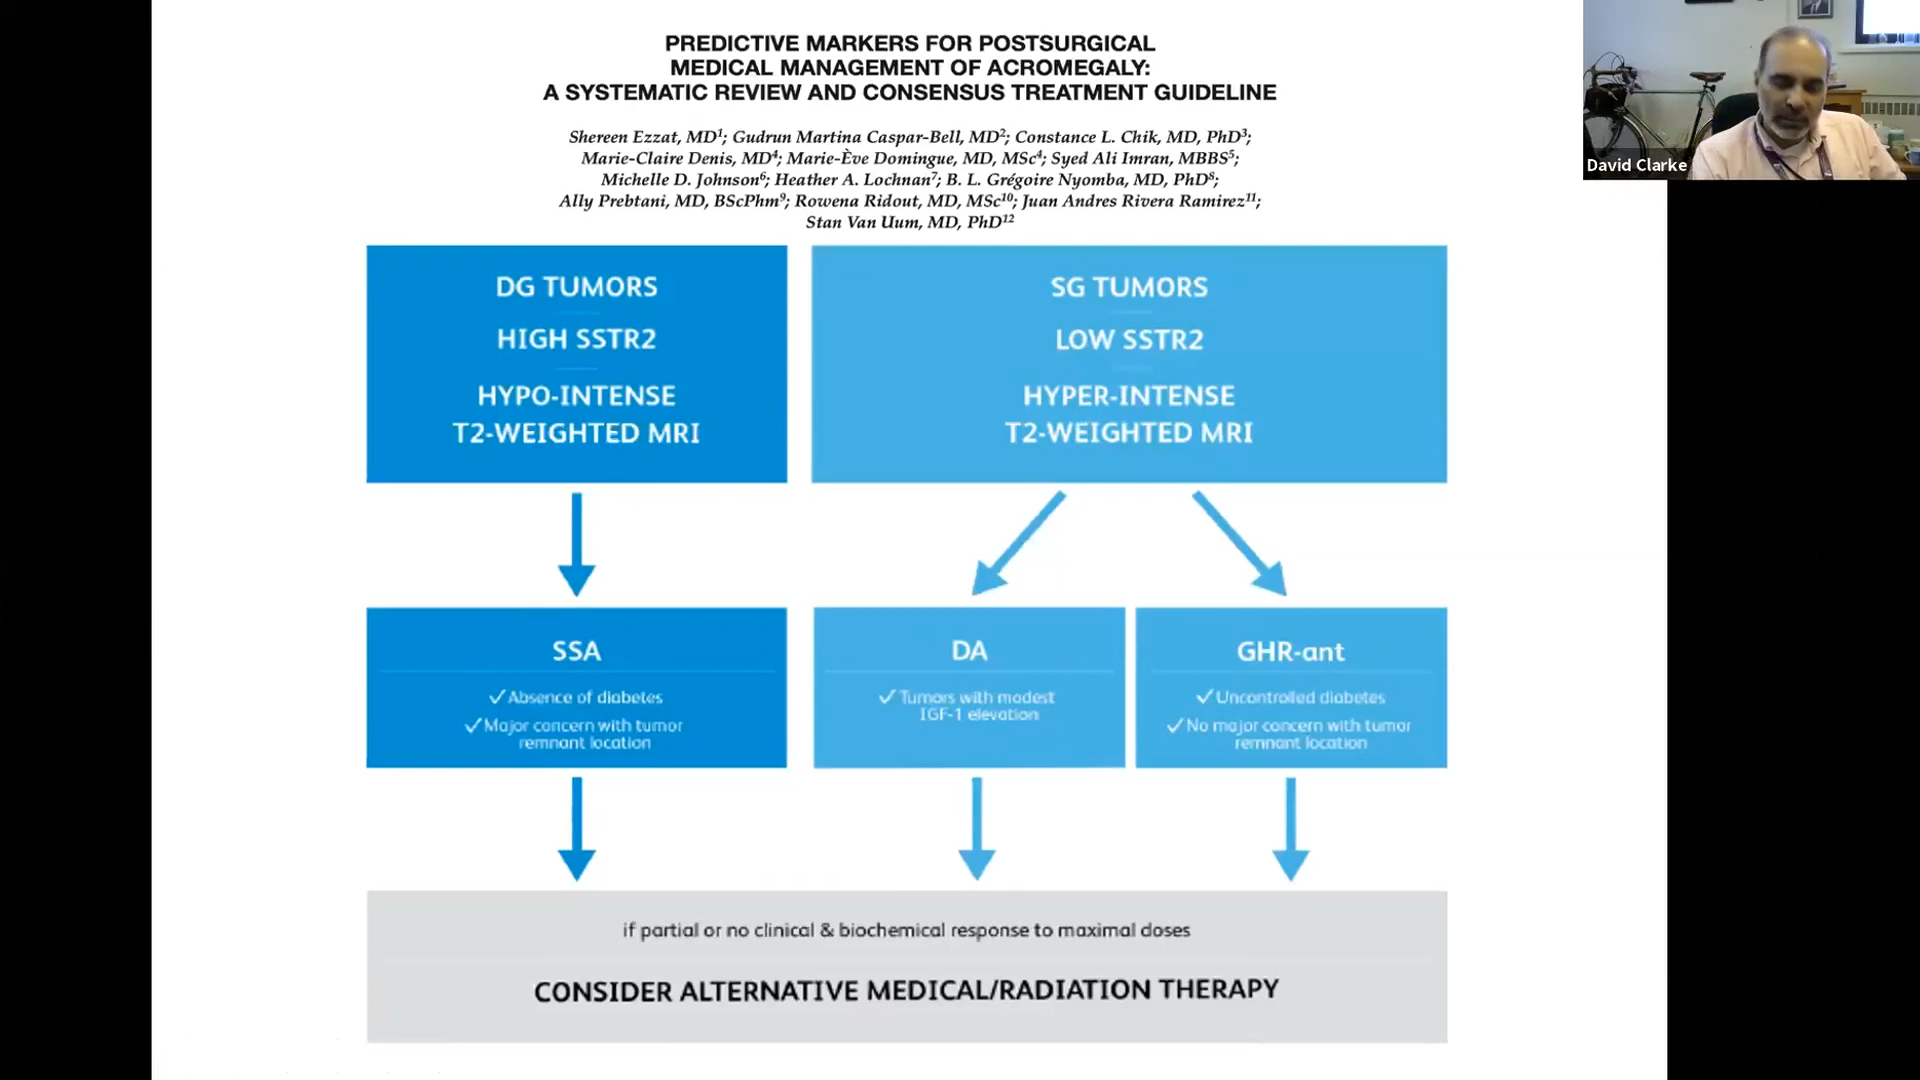 PREDICTIVE MARKERS FOR POSTSURGICAL
MEDICAL MANAGEMENT OF ACROMEGALY:
A SYSTEMATIC REVIEW AND CONSENSUS TREATMENT GUIDELINE
Shereen Ezzat, MD¹; Gudrun Martina Caspar-Bell, MD²; Constance L. Chik, MD, PhD³;
Marie-Claire Denis, MD⁴; Marie-Ève Domingue, MD, MSc⁴; Syed Ali Imran, MBBS⁵;
Michelle D. Johnson⁶; Heather A. Lochnan⁷; B. L. Grégoire Nyomba, MD, PhD⁸;
Ally Prebtani, MD, BScPhm⁹; Rowena Ridout, MD, MSc¹⁰; Juan Andres Rivera Ramirez¹¹;
Stan Van Uum, MD, PhD¹²
David Clarke
DG TUMORS
HIGH SSTR2
HYPO-INTENSE
T2-WEIGHTED MRI
SG TUMORS
LOW SSTR2
HYPER-INTENSE
T2-WEIGHTED MRI
SSA
✓ Absence of diabetes
✓ Major concern with tumor
remnant location
DA
✓ Tumors with modest
IGF-1 elevation
GHR-ant
✓ Uncontrolled diabetes
✓ No major concern with tumor
remnant location
if partial or no clinical & biochemical response to maximal doses
CONSIDER ALTERNATIVE MEDICAL/RADIATION THERAPY